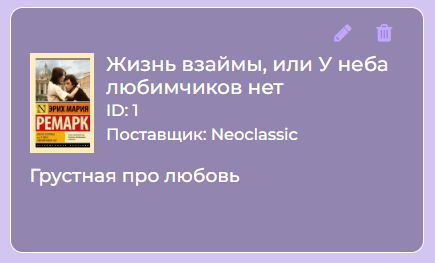 Жизнь взаймы, или У неба
любимчиков нет
ID: 1
Поставщик: Neoclassic
N ЭРИХ МАРИЯ
РЕМАРК
Грустная про любовь